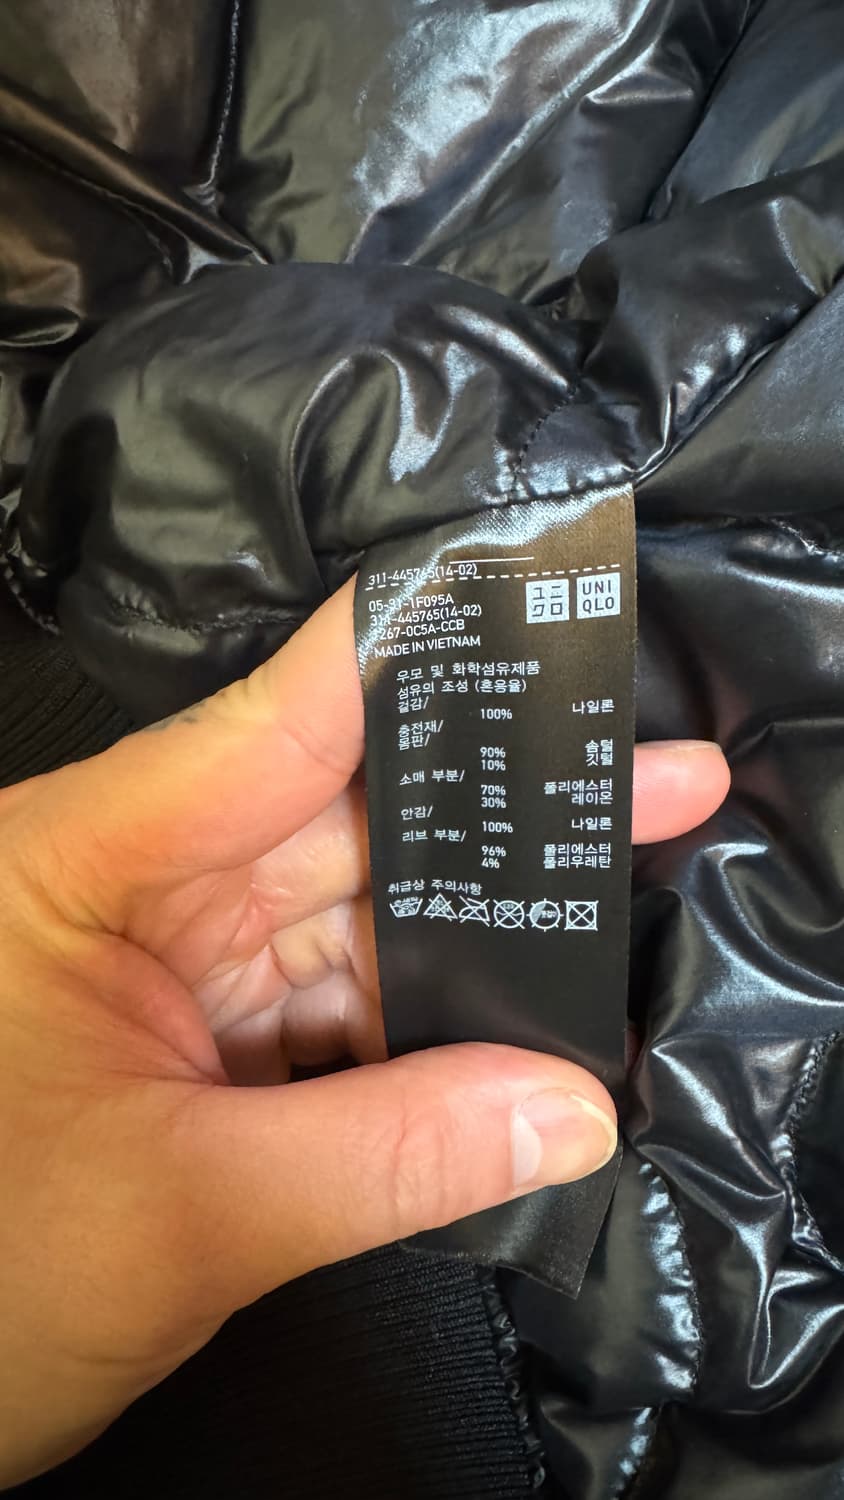 311-445765(14-02)
05-91-1F095A
311-445765(14-02)
1267-0C5A-CCB
MADE IN VIETNAM
ユニ
クロ
UNI
QLO
우모 및 화학섬유제품
섬유의 조성 (혼용율)
겉감/
100% 나일론
충전재/
몸판/
90% 솜털
10% 깃털
소매 부분/
70% 폴리에스터
30% 레이온
안감/
100% 나일론
리브 부분/
96% 폴리에스터
4% 폴리우레탄
취급상 주의사항